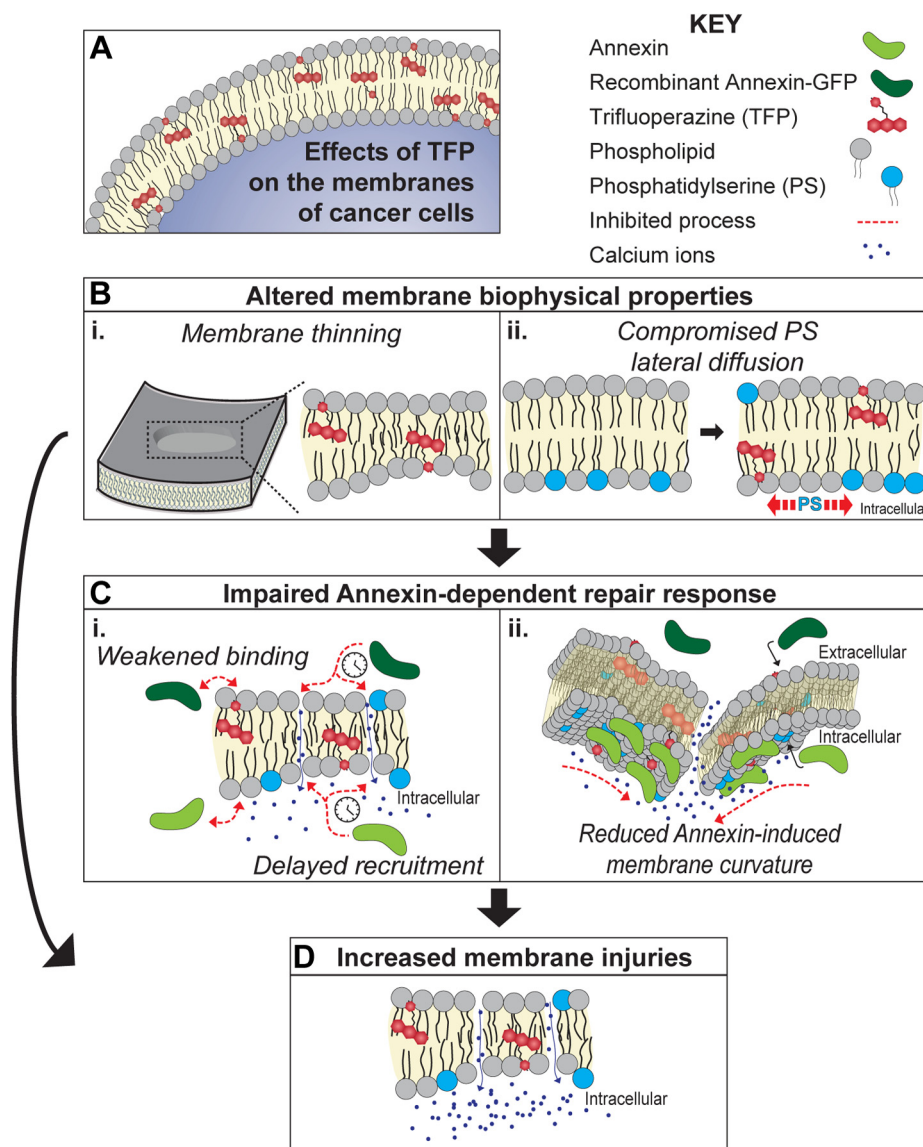 A
Effects of TFP
on the membranes
of cancer cells
KEY
Annexin
Recombinant Annexin-GFP
Trifluoperazine (TFP)
Phospholipid
Phosphatidylserine (PS)
Inhibited process
Calcium ions
B Altered membrane biophysical properties
i.
Membrane thinning
ii.
Compromised PS
lateral diffusion
PS
Intracellular
C Impaired Annexin-dependent repair response
i.
Weakened binding
Intracellular
Delayed recruitment
ii.
Extracellular
Intracellular
Reduced Annexin-induced
membrane curvature
D Increased membrane injuries
Intracellular